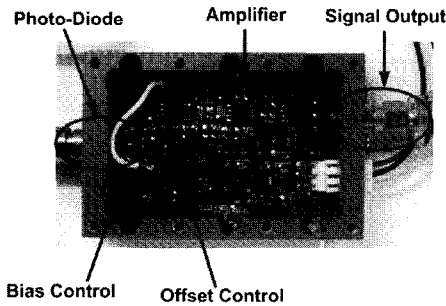 Photo-Diode
Amplifier
Signal Output
Bias Control
Offset Control